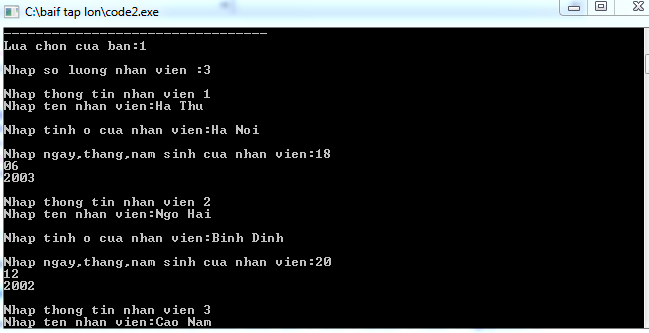 C:\baif tap lon\code2.exe
---------------------------------
Lua chon cua ban:1
Nhap so luong nhan vien :3
Nhap thong tin nhan vien 1
Nhap ten nhan vien:Ha Thu
Nhap tinh o cua nhan vien:Ha Noi
Nhap ngay,thang,nam sinh cua nhan vien:18
06
2003
Nhap thong tin nhan vien 2
Nhap ten nhan vien:Ngo Hai
Nhap tinh o cua nhan vien:Binh Dinh
Nhap ngay,thang,nam sinh cua nhan vien:20
12
2002
Nhap thong tin nhan vien 3
Nhap ten nhan vien:Cao Nam